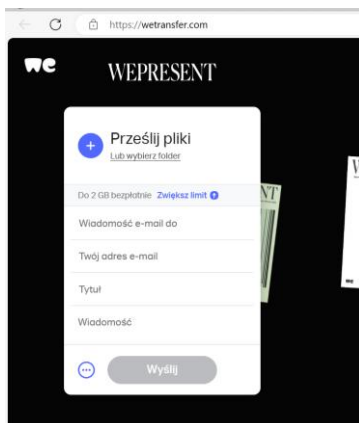 https://wetransfer.com
we
WEPRESENT
Prześlij pliki
Lub wybierz folder
Do 2 GB bezpłatnie Zwiększ limit
Wiadomość e-mail do
Twój adres e-mail
Tytuł
Wiadomość
Wyślij